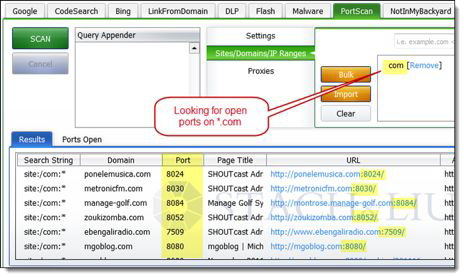 Google CodeSearch Bing LinkFromDomain DLP Flash Malware PortScan NotInMyBackyard
SCAN
Cancel
Query Appender
Settings
Sites/Domains/IP Ranges
Proxies
i.e. example.com
Bulk
Import
Clear
com [Remove]
Looking for open
ports on *.com
Results Ports Open
Search String Domain Port Page Title URL
site:/com:* ponelemusica.com 8024 SHOUTcast Adr http://ponelemusica.com:8024/
site:/com:* metronicfm.com 8030 SHOUTcast Adr http://metronicfm.com:8030/
site:/com:* manage-golf.com 8084 Manage Golf Sy http://montrose.manage-golf.com:8084/
site:/com:* zoukizomba.com 8052 SHOUTcast Adr http://zoukizomba.com:8052/
site:/com:* ebengaliradio.com 7509 SHOUTcast Adr http://www.ebengaliradio.com:7509/
site:/com:* mgoblog.com 8080 mgoblog | Mich http://mgoblog.com:8080/